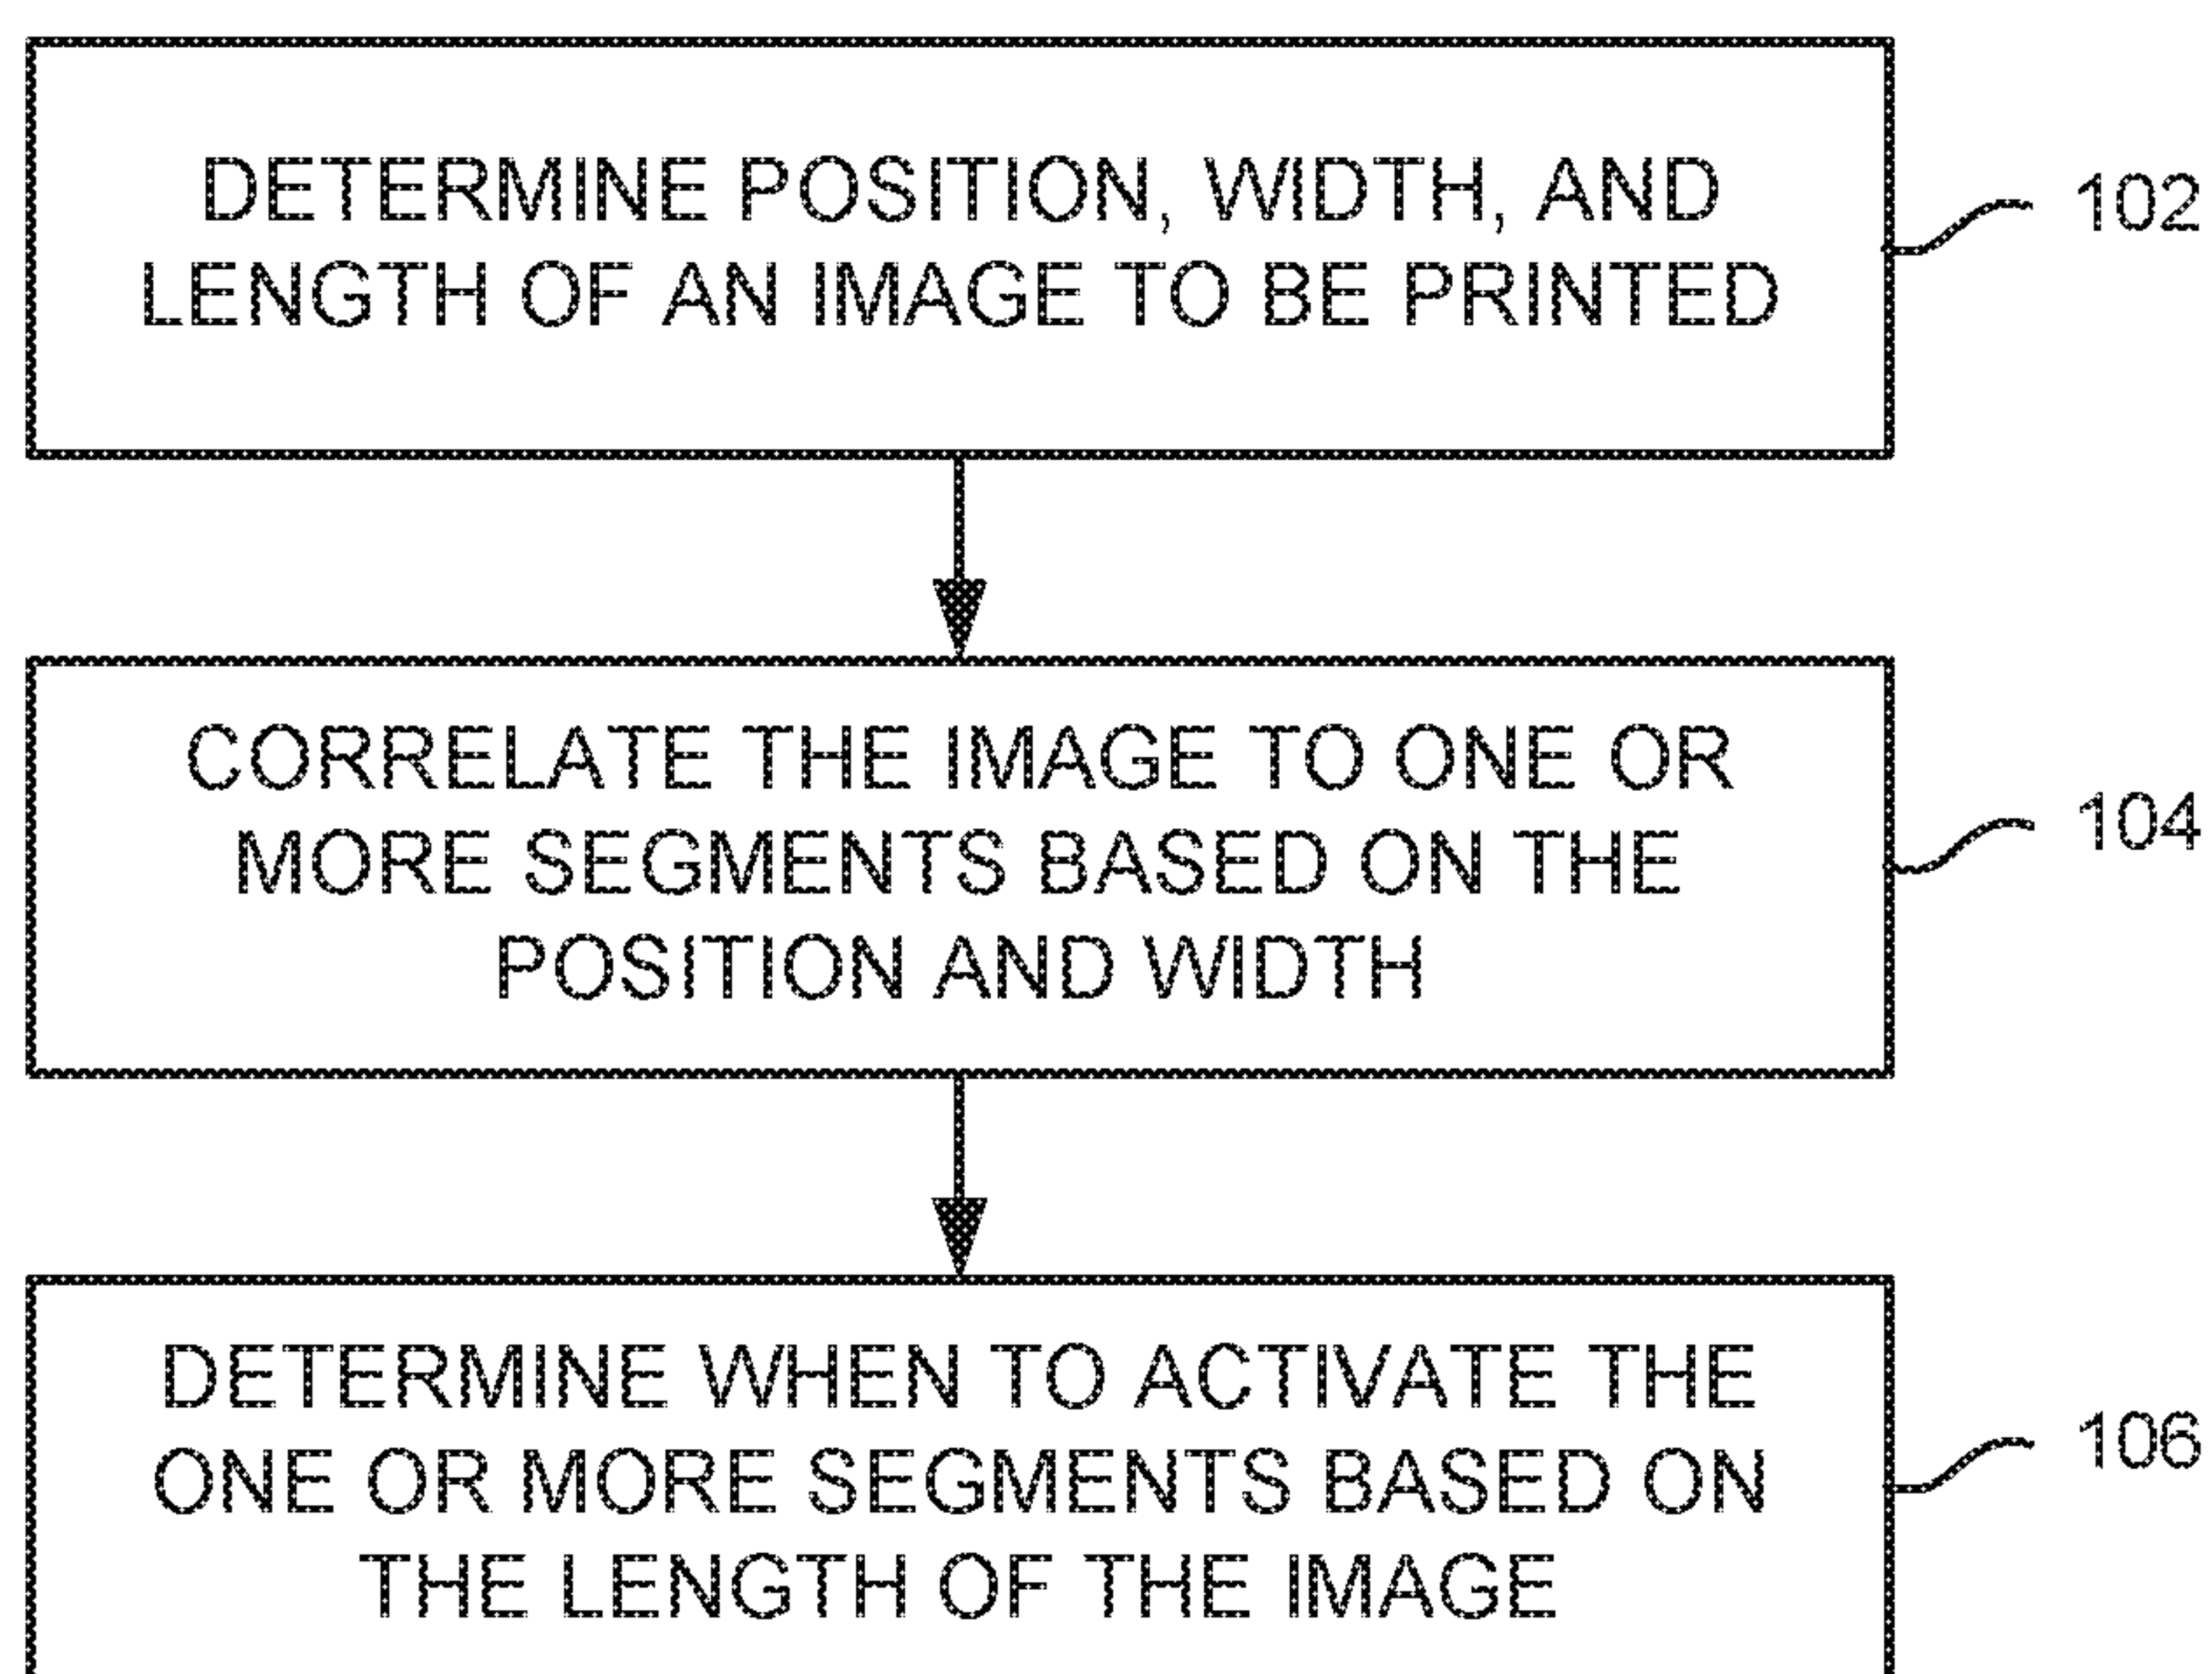 DETERMINE POSITION, WIDTH, AND
LENGTH OF AN IMAGE TO BE PRINTED
102
CORRELATE THE IMAGE TO ONE OR
MORE SEGMENTS BASED ON THE
POSITION AND WIDTH
104
DETERMINE WHEN TO ACTIVATE THE
ONE OR MORE SEGMENTS BASED ON
THE LENGTH OF THE IMAGE
106